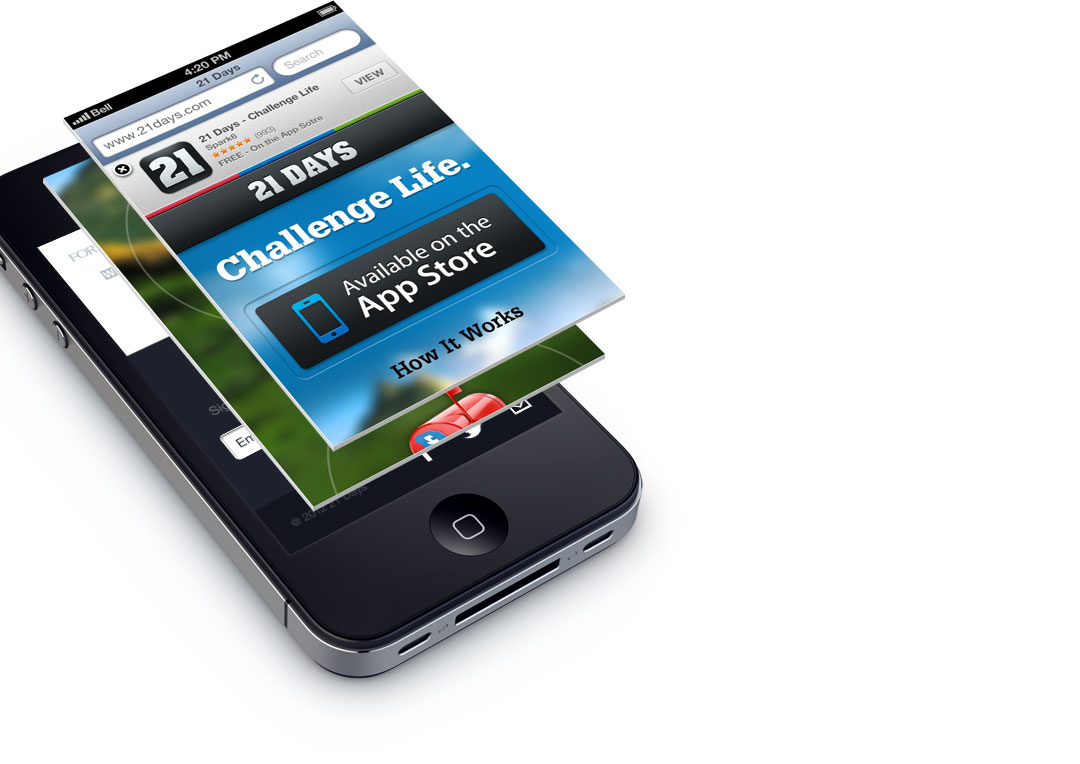 Bell
4:20 PM
21 Days
www.21days.com
Search
21
21 Days - Challenge Life
Spark6
(993)
FREE - On the App Sotre
VIEW
21 DAYS
Challenge Life.
Available on the
App Store
How It Works
FOR
© 2012 21 Days